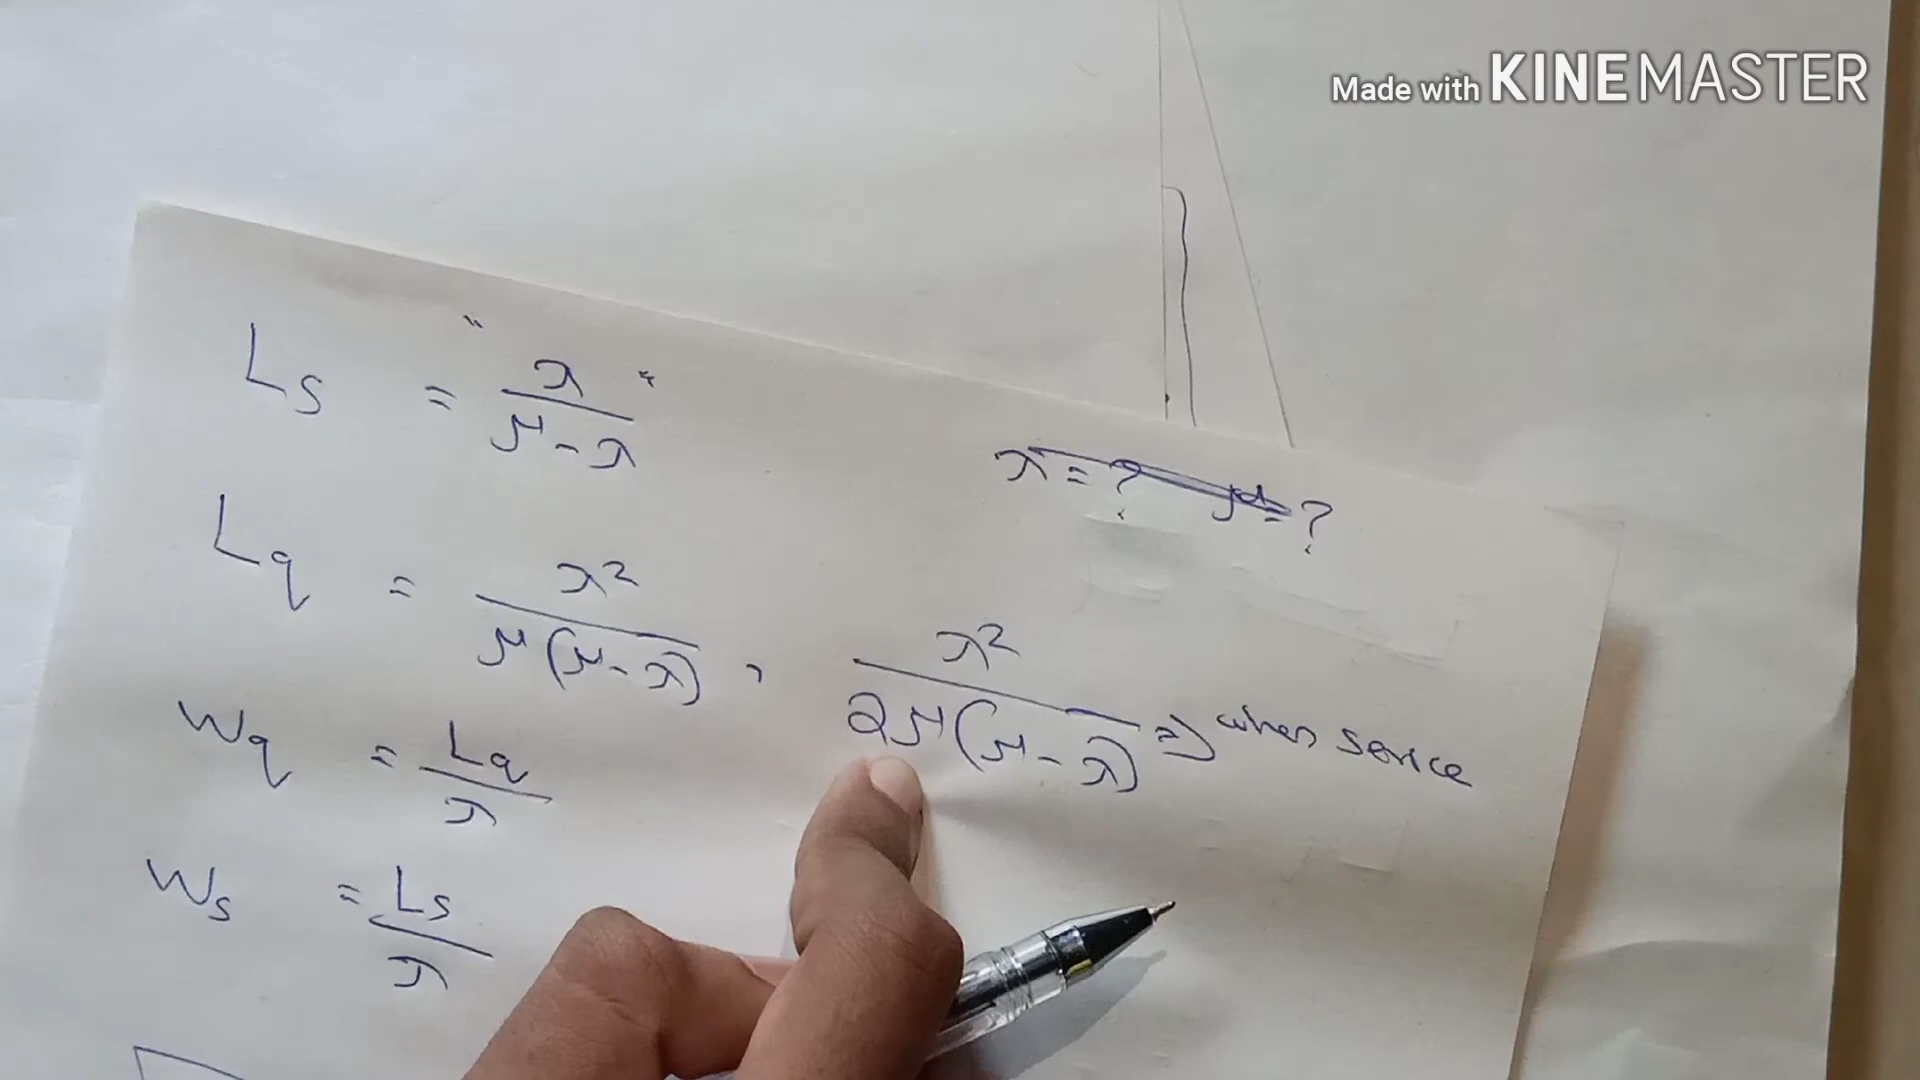 Made with KINEMASTER
Ls = λ / μ - λ
λ = ? μ = ?
Lq = λ² / μ(μ - λ) , λ² / 2μ(μ - λ) => when service
Wq = Lq / λ
Ws = Ls / λ